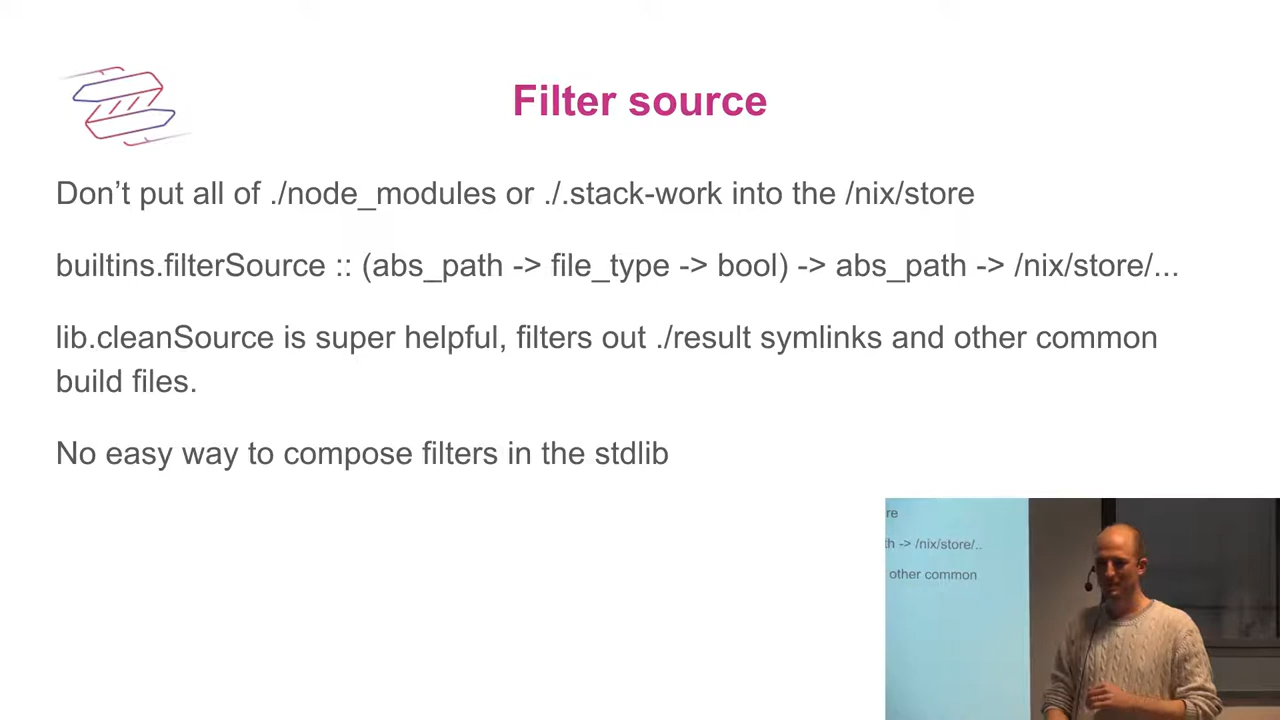 Filter source
Don’t put all of ./node_modules or ./.stack-work into the /nix/store
builtins.filterSource :: (abs_path -> file_type -> bool) -> abs_path -> /nix/store/...
lib.cleanSource is super helpful, filters out ./result symlinks and other common
build files.
No easy way to compose filters in the stdlib
re
th -> /nix/store/..
other common